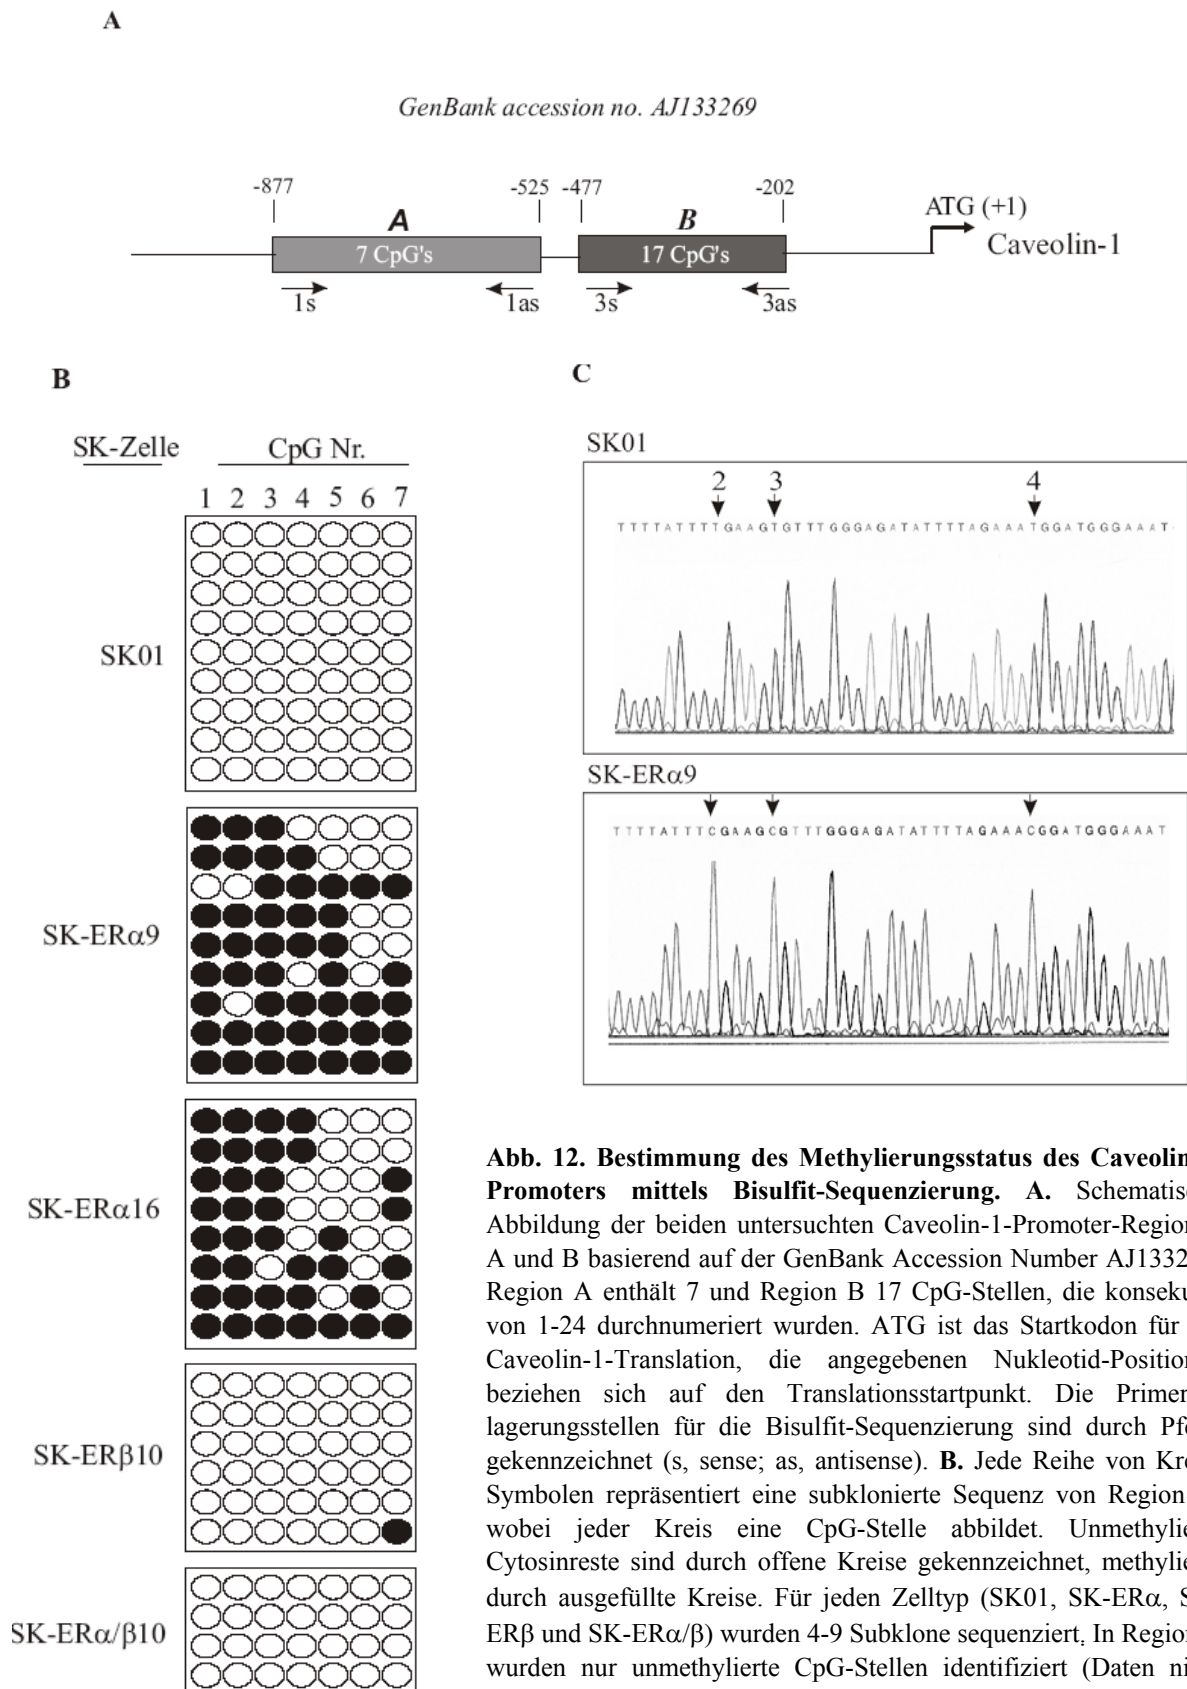 A
GenBank accession no. AJ133269
-877 -525 -477 -202
A B ATG (+1)
7 CpG's 17 CpG's Caveolin-1
1s 1as 3s 3as
B
C
SK-Zelle CpG Nr.
1 2 3 4 5 6 7
SK01
SK-ERα9
SK-ERα16
SK-ERβ10
SK-ERα/β10
SK01
2 3 4
TTTTATTTTGAAGTGTTTGGGAGATATTTTAGAAATGGATGGGAAAT
SK-ERα9
TTTTATTTCGAAGCGTTTGGGAGATATTTTAGAAACGGATGGGAAAT
Abb. 12. Bestimmung des Methylierungsstatus des Caveolin
Promoters mittels Bisulfit-Sequenzierung. A. Schematis
Abbildung der beiden untersuchten Caveolin-1-Promoter-Region
A und B basierend auf der GenBank Accession Number AJ1332
Region A enthält 7 und Region B 17 CpG-Stellen, die konseku
von 1-24 durchnumeriert wurden. ATG ist das Startkodon für
Caveolin-1-Translation, die angegebenen Nukleotid-Position
beziehen sich auf den Translationsstartpunkt. Die Primer
lagerungsstellen für die Bisulfit-Sequenzierung sind durch Pf
gekennzeichnet (s, sense; as, antisense). B. Jede Reihe von Kre
Symbolen repräsentiert eine subklonierte Sequenz von Region
wobei jeder Kreis eine CpG-Stelle abbildet. Unmethylie
Cytosinreste sind durch offene Kreise gekennzeichnet, methylie
durch ausgefüllte Kreise. Für jeden Zelltyp (SK01, SK-ERα, S
ERβ und SK-ERα/β) wurden 4-9 Subklone sequenziert. In Region
wurden nur unmethylierte CpG-Stellen identifiziert (Daten ni